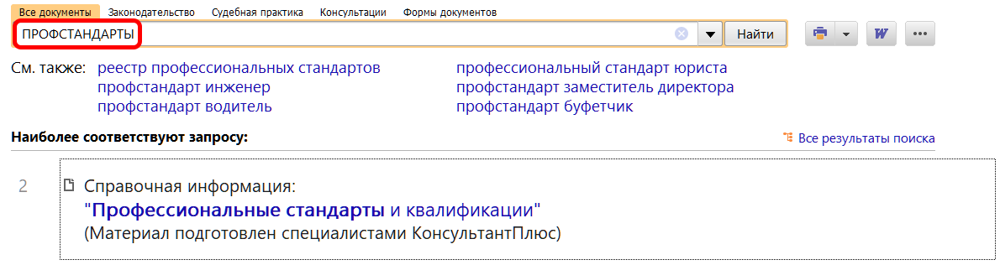 Все документы Законодательство Судебная практика Консультации Формы документов
ПРОФСТАНДАРТЫ Найти W
См. также: реестр профессиональных стандартов профессиональный стандарт юриста
профстандарт инженер профстандарт заместитель директора
профстандарт водитель профстандарт буфетчик
Наиболее соответствуют запросу: Все результаты поиска
2 Справочная информация:
"Профессиональные стандарты и квалификации"
(Материал подготовлен специалистами КонсультантПлюс)